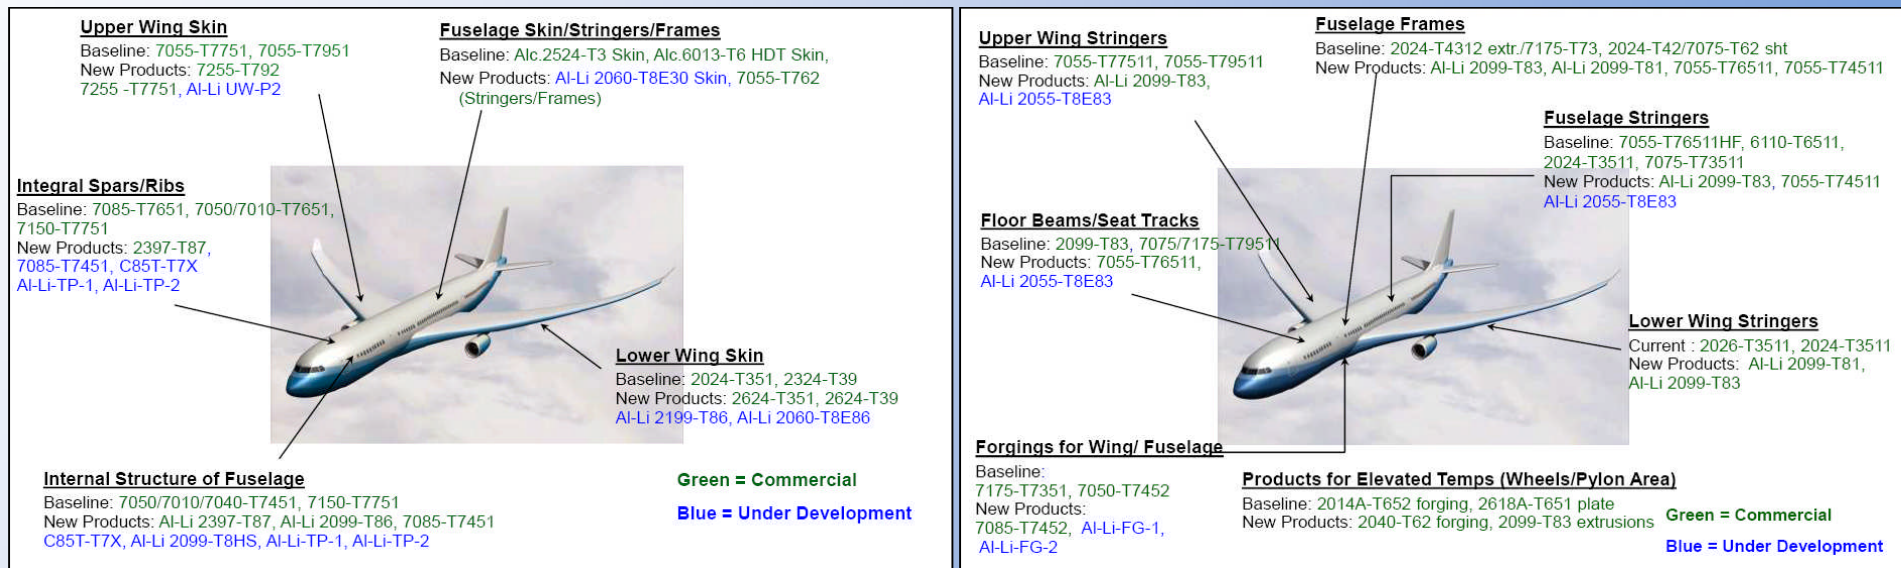 Upper Wing Skin
Baseline: 7055-T7751, 7055-T7951
New Products: 7255-T792
7255 -T7751, Al-Li UW-P2
Fuselage Skin/Stringers/Frames
Baseline: Alc.2524-T3 Skin, Alc.6013-T6 HDT Skin,
New Products: Al-Li 2060-T8E30 Skin, 7055-T762
(Stringers/Frames)
Integral Spars/Ribs
Baseline: 7085-T7651, 7050/7010-T7651,
7150-T7751
New Products: 2397-T87,
7085-T7451, C85T-T7X
Al-Li-TP-1, Al-Li-TP-2
Lower Wing Skin
Baseline: 2024-T351, 2324-T39
New Products: 2624-T351, 2624-T39
Al-Li 2199-T86, Al-Li 2060-T8E86
Internal Structure of Fuselage
Baseline: 7050/7010/7040-T7451, 7150-T7751
New Products: Al-Li 2397-T87, Al-Li 2099-T86, 7085-T7451
C85T-T7X, Al-Li 2099-T8HS, Al-Li-TP-1, Al-Li-TP-2
Green = Commercial
Blue = Under Development
Upper Wing Stringers
Baseline: 7055-T77511, 7055-T79511
New Products: Al-Li 2099-T83,
Al-Li 2055-T8E83
Fuselage Frames
Baseline: 2024-T4312 extr./7175-T73, 2024-T42/7075-T62 sht
New Products: Al-Li 2099-T83, Al-Li 2099-T81, 7055-T76511, 7055-T74511
Fuselage Stringers
Baseline: 7055-T76511HF, 6110-T6511,
2024-T3511, 7075-T73511
New Products: Al-Li 2099-T83, 7055-T74511
Al-Li 2055-T8E83
Floor Beams/Seat Tracks
Baseline: 2099-T83, 7075/7175-T79511
New Products: 7055-T76511,
Al-Li 2055-T8E83
Lower Wing Stringers
Current : 2026-T3511, 2024-T3511
New Products: Al-Li 2099-T81,
Al-Li 2099-T83
Forgings for Wing/ Fuselage
Baseline:
7175-T7351, 7050-T7452
New Products:
7085-T7452, Al-Li-FG-1,
Al-Li-FG-2
Products for Elevated Temps (Wheels/Pylon Area)
Baseline: 2014A-T652 forging, 2618A-T651 plate
New Products: 2040-T62 forging, 2099-T83 extrusions
Green = Commercial
Blue = Under Development